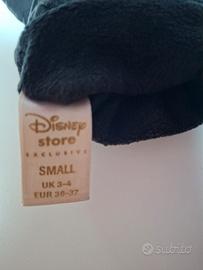 Disney
store
EXCLUSIVE
SMALL
UK 3-4
EUR 36-37
subito